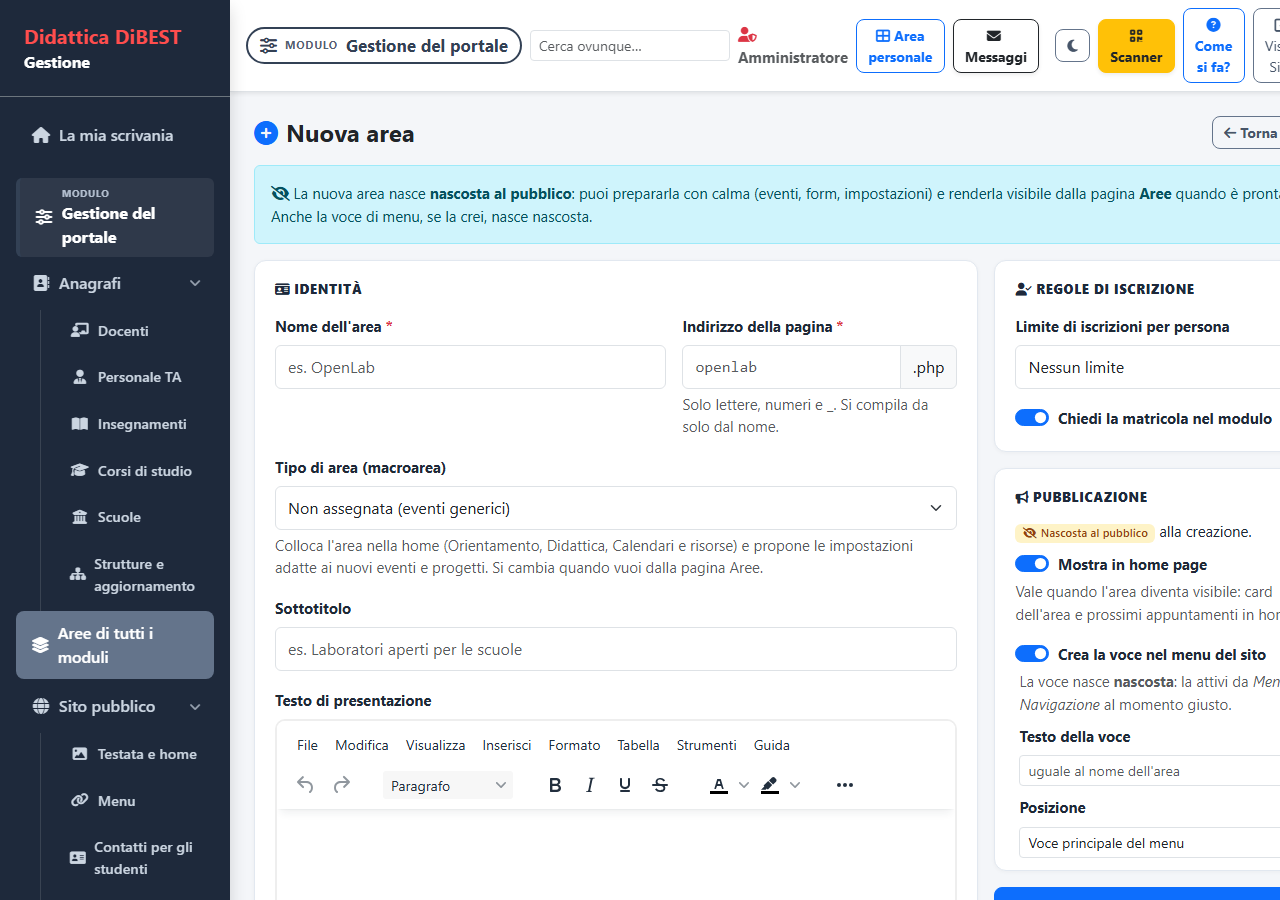 Didattica DiBEST
Gestione
La mia scrivania
MODULO
Gestione del
portale
Anagrafi
Docenti
Personale TA
Insegnamenti
Corsi di studio
Scuole
Strutture e
aggiornamento
Aree di tutti i
moduli
Sito pubblico
Testata e home
Menu
Contatti per gli
studenti
MODULO Gestione del portale
Cerca ovunque...
Amministratore
Area
personale
Messaggi
Scanner
Come
si fa?
Nuova area
Torna
La nuova area nasce nascosta al pubblico: puoi prepararla con calma (eventi, form, impostazioni) e renderla visibile dalla pagina Aree quando è
Anche la voce di menu, se la crei, nasce nascosta.
IDENTITÀ
Nome dell'area *
es. OpenLab
Indirizzo della pagina *
openlab .php
Solo lettere, numeri e _. Si compila da
solo dal nome.
Tipo di area (macroarea)
Non assegnata (eventi generici)
Colloca l'area nella home (Orientamento, Didattica, Calendari e risorse) e propone le impostazioni
adatte ai nuovi eventi e progetti. Si cambia quando vuoi dalla pagina Aree.
Sottotitolo
es. Laboratori aperti per le scuole
Testo di presentazione
File Modifica Visualizza Inserisci Formato Tabella Strumenti Guida
Paragrafo B I U S A
REGOLE DI ISCRIZIONE
Limite di iscrizioni per persona
Nessun limite
Chiedi la matricola nel modulo
PUBBLICAZIONE
Nascosta al pubblico alla creazione.
Mostra in home page
Vale quando l'area diventa visibile: card
dell'area e prossimi appuntamenti in
Crea la voce nel menu del sito
La voce nasce nascosta: la attivi da
Navigazione al momento giusto.
Testo della voce
uguale al nome dell'area
Posizione
Voce principale del menu